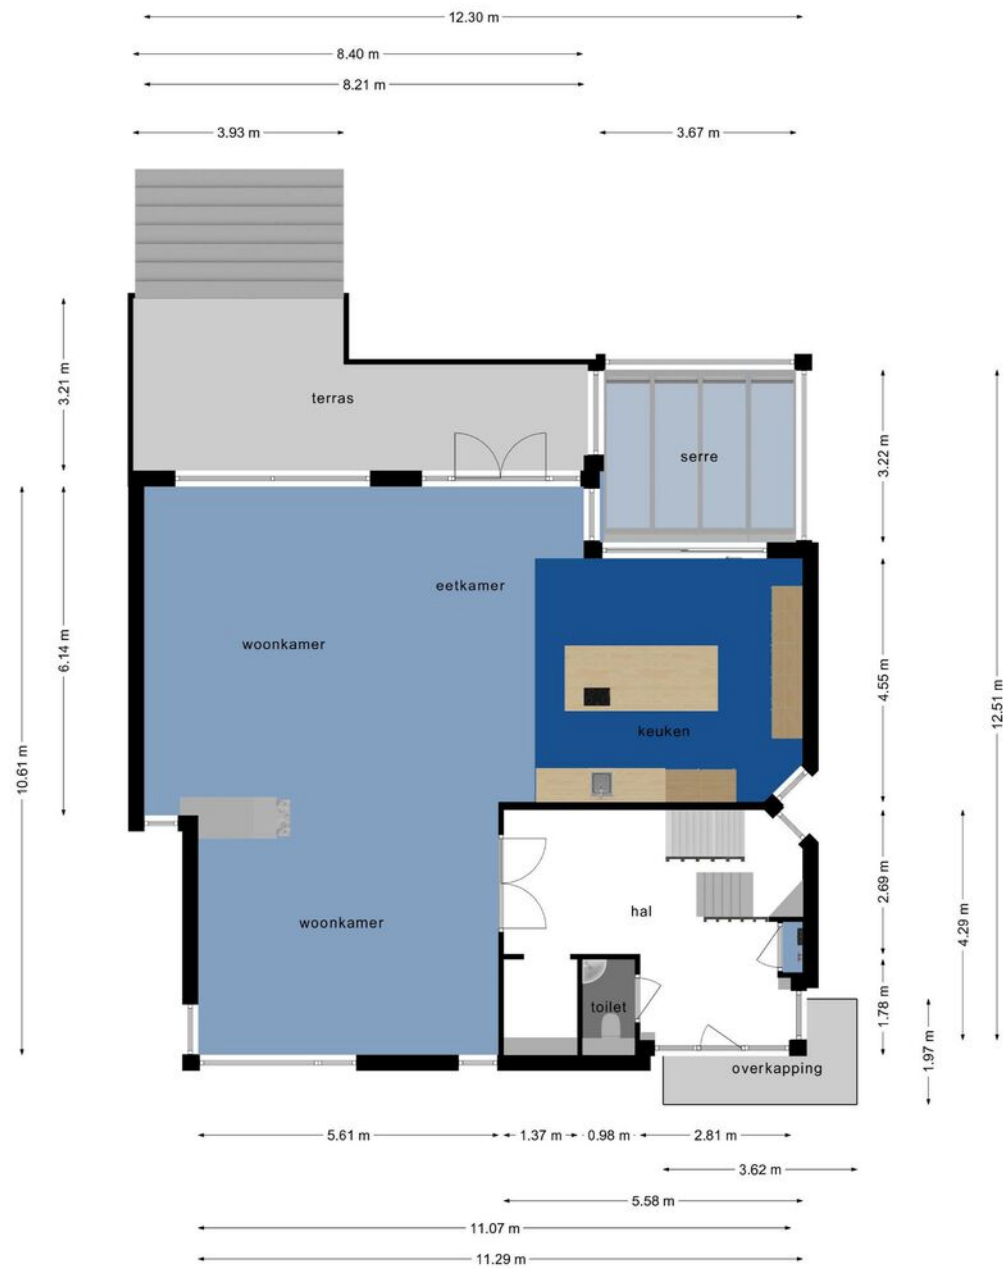 12.30 m
8.40 m
8.21 m
3.93 m
3.67 m
3.21 m
terras
serre
3.22 m
eetkamer
woonkamer
6.14 m
4.55 m
12.51 m
keuken
10.61 m
2.69 m
hal
woonkamer
4.29 m
toilet
1.78 m
1.97 m
overkapping
5.61 m
1.37 m
0.98 m
2.81 m
3.62 m
5.58 m
11.07 m
11.29 m